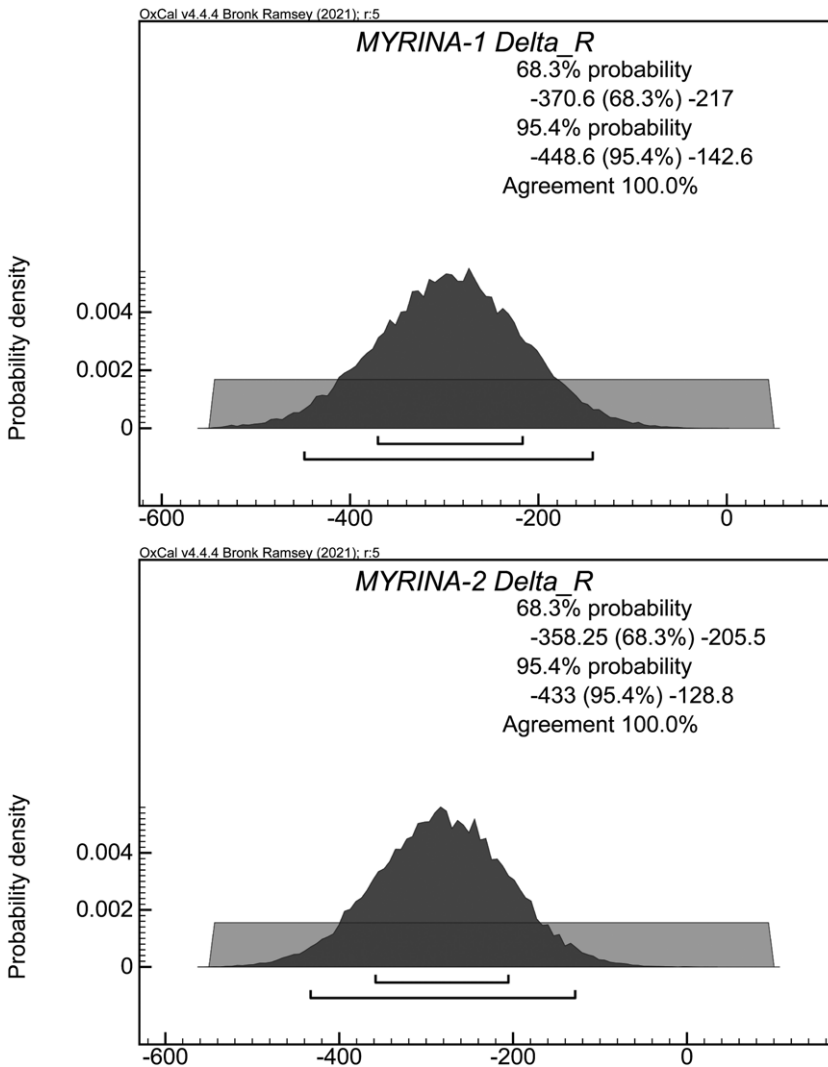 OxCal v4.4.4 Bronk Ramsey (2021); r:5
MYRINA-1 Delta_R
68.3% probability
-370.6 (68.3%) -217
95.4% probability
-448.6 (95.4%) -142.6
Agreement 100.0%
Probability density
0.004
0.002
0
-600 -400 -200 0
OxCal v4.4.4 Bronk Ramsey (2021); r:5
MYRINA-2 Delta_R
68.3% probability
-358.25 (68.3%) -205.5
95.4% probability
-433 (95.4%) -128.8
Agreement 100.0%
Probability density
0.004
0.002
0
-600 -400 -200 0